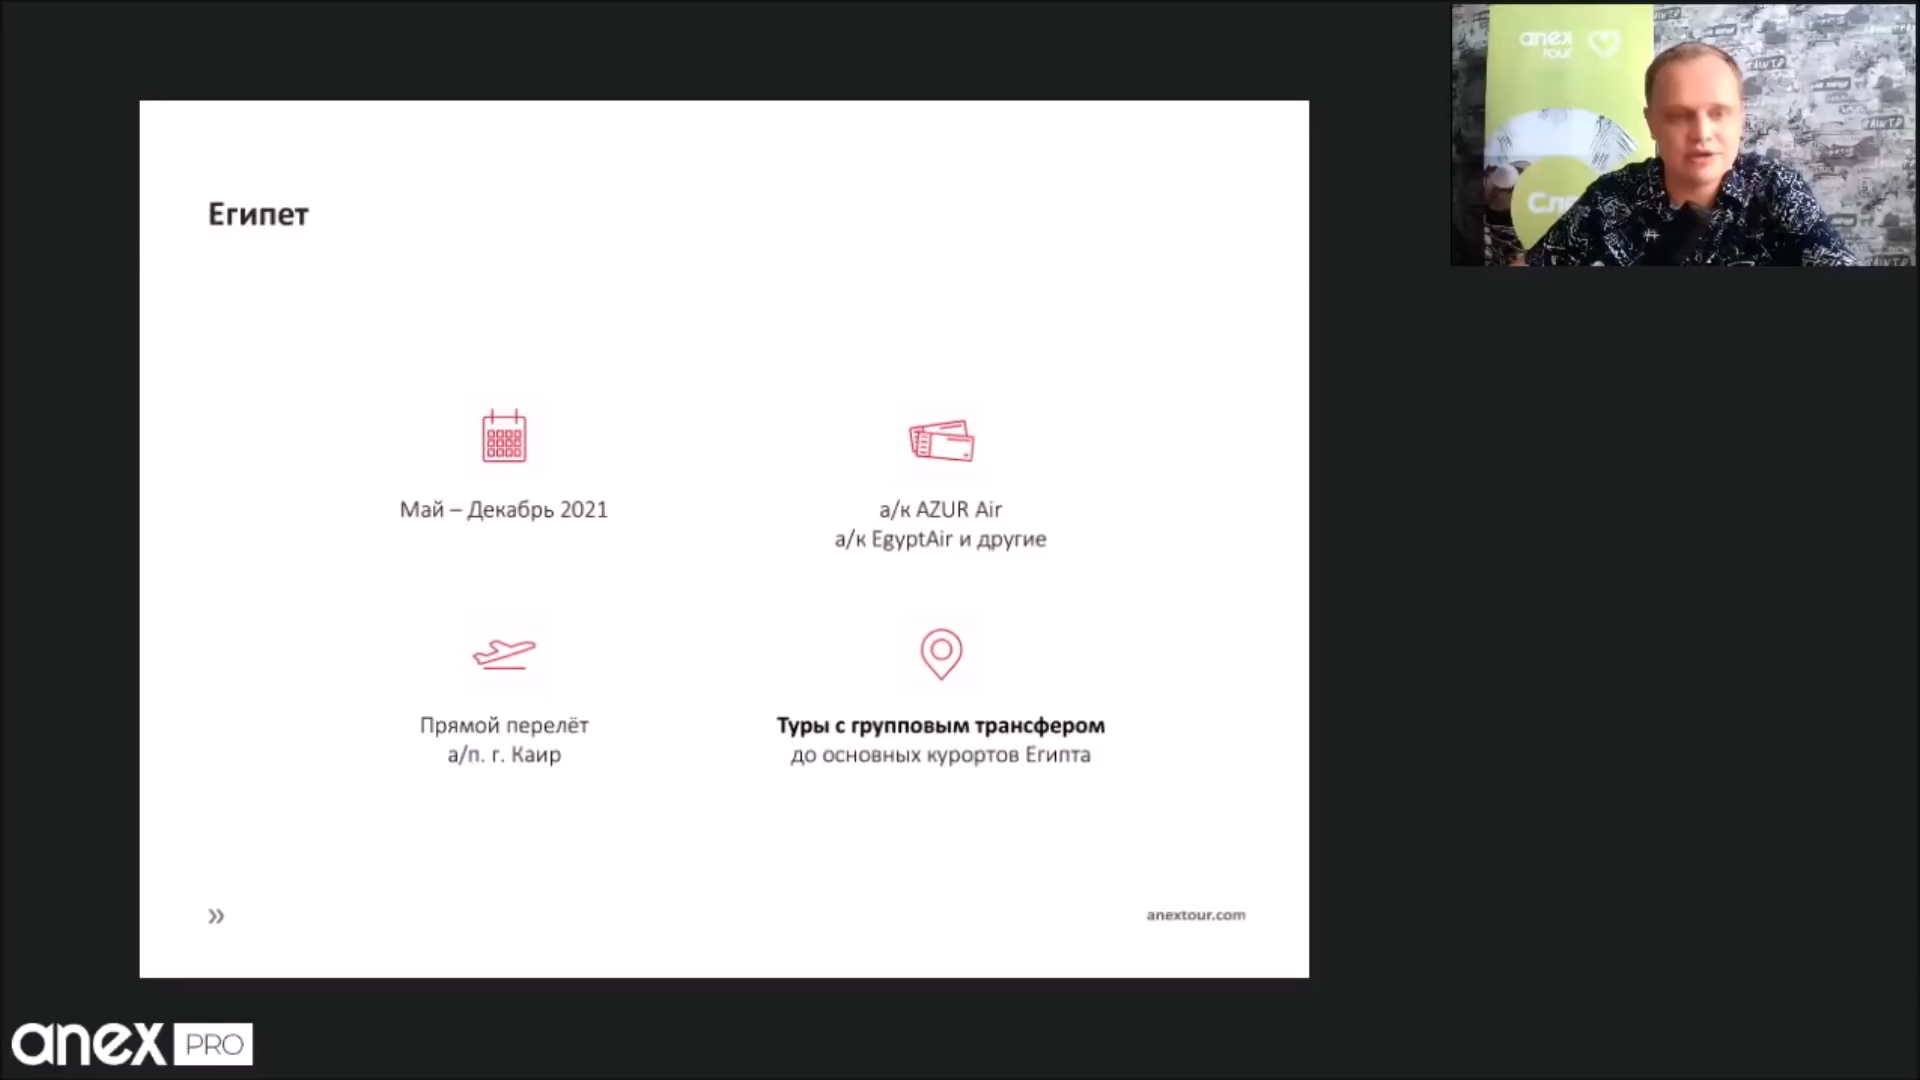 Египет
Май – Декабрь 2021
а/к AZUR Air
а/к EgyptAir и другие
Прямой перелёт
а/п. г. Каир
Туры с групповым трансфером
до основных курортов Египта
»
anextour.com
anex PRO
anex
tour